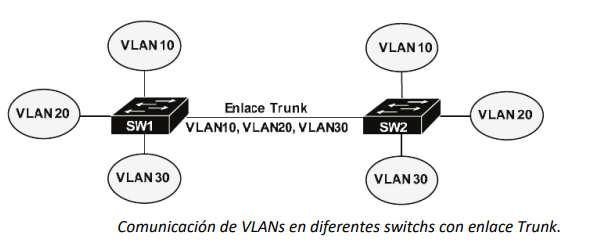 VLAN 10
VLAN 10
VLAN 20
Enlace Trunk
VLAN 20
SW1
VLAN10, VLAN20, VLAN30
SW2
VLAN 30
VLAN 30
Comunicación de VLANs en diferentes switchs con enlace Trunk.